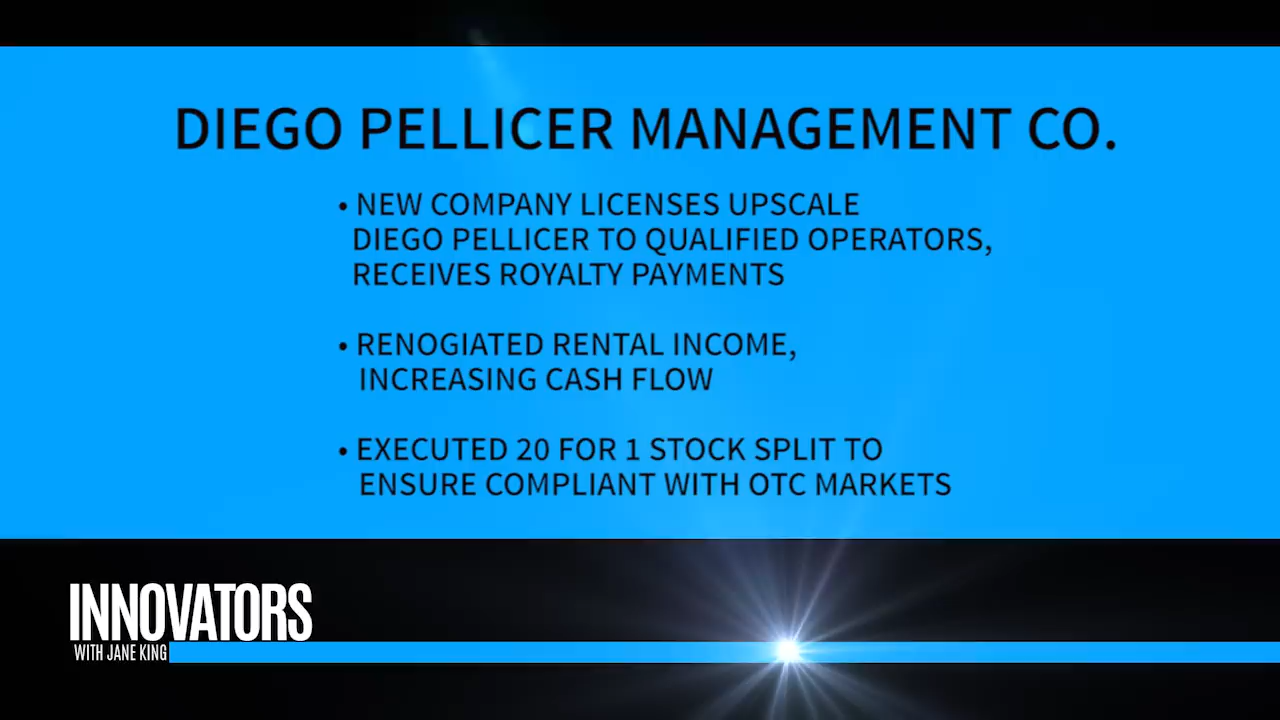 DIEGO PELLICER MANAGEMENT CO.
• NEW COMPANY LICENSES UPSCALE
DIEGO PELLICER TO QUALIFIED OPERATORS,
RECEIVES ROYALTY PAYMENTS
• RENOGIATED RENTAL INCOME,
INCREASING CASH FLOW
• EXECUTED 20 FOR 1 STOCK SPLIT TO
ENSURE COMPLIANT WITH OTC MARKETS
INNOVATORS
WITH JANE KING